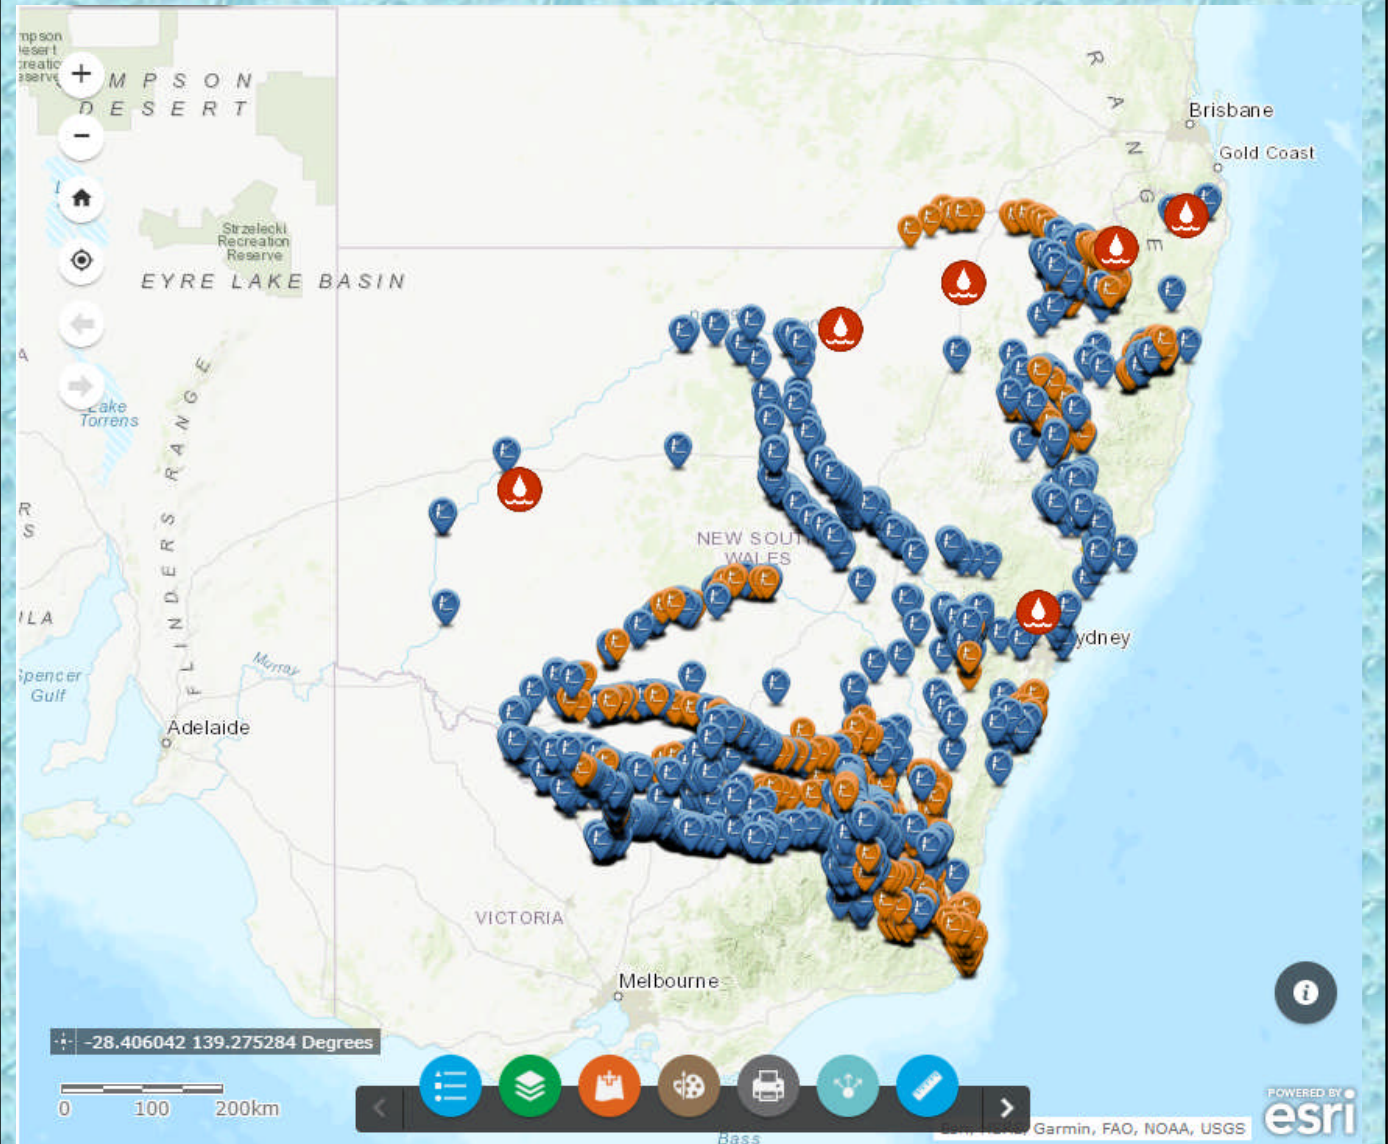 Brisbane
Gold Coast
R A N G E
DESERT
Strzelecki
Recreation
Reserve
EYRE LAKE BASIN
Lake
Torrens
FLINDERS RANGE
NEW SOUTH
WALES
Spencer
Gulf
Murray
Adelaide
VICTORIA
Melbourne
-28.406042 139.275284 Degrees
0 100 200km
Garmin, FAO, NOAA, USGS
POWERED BY
esri
Bass